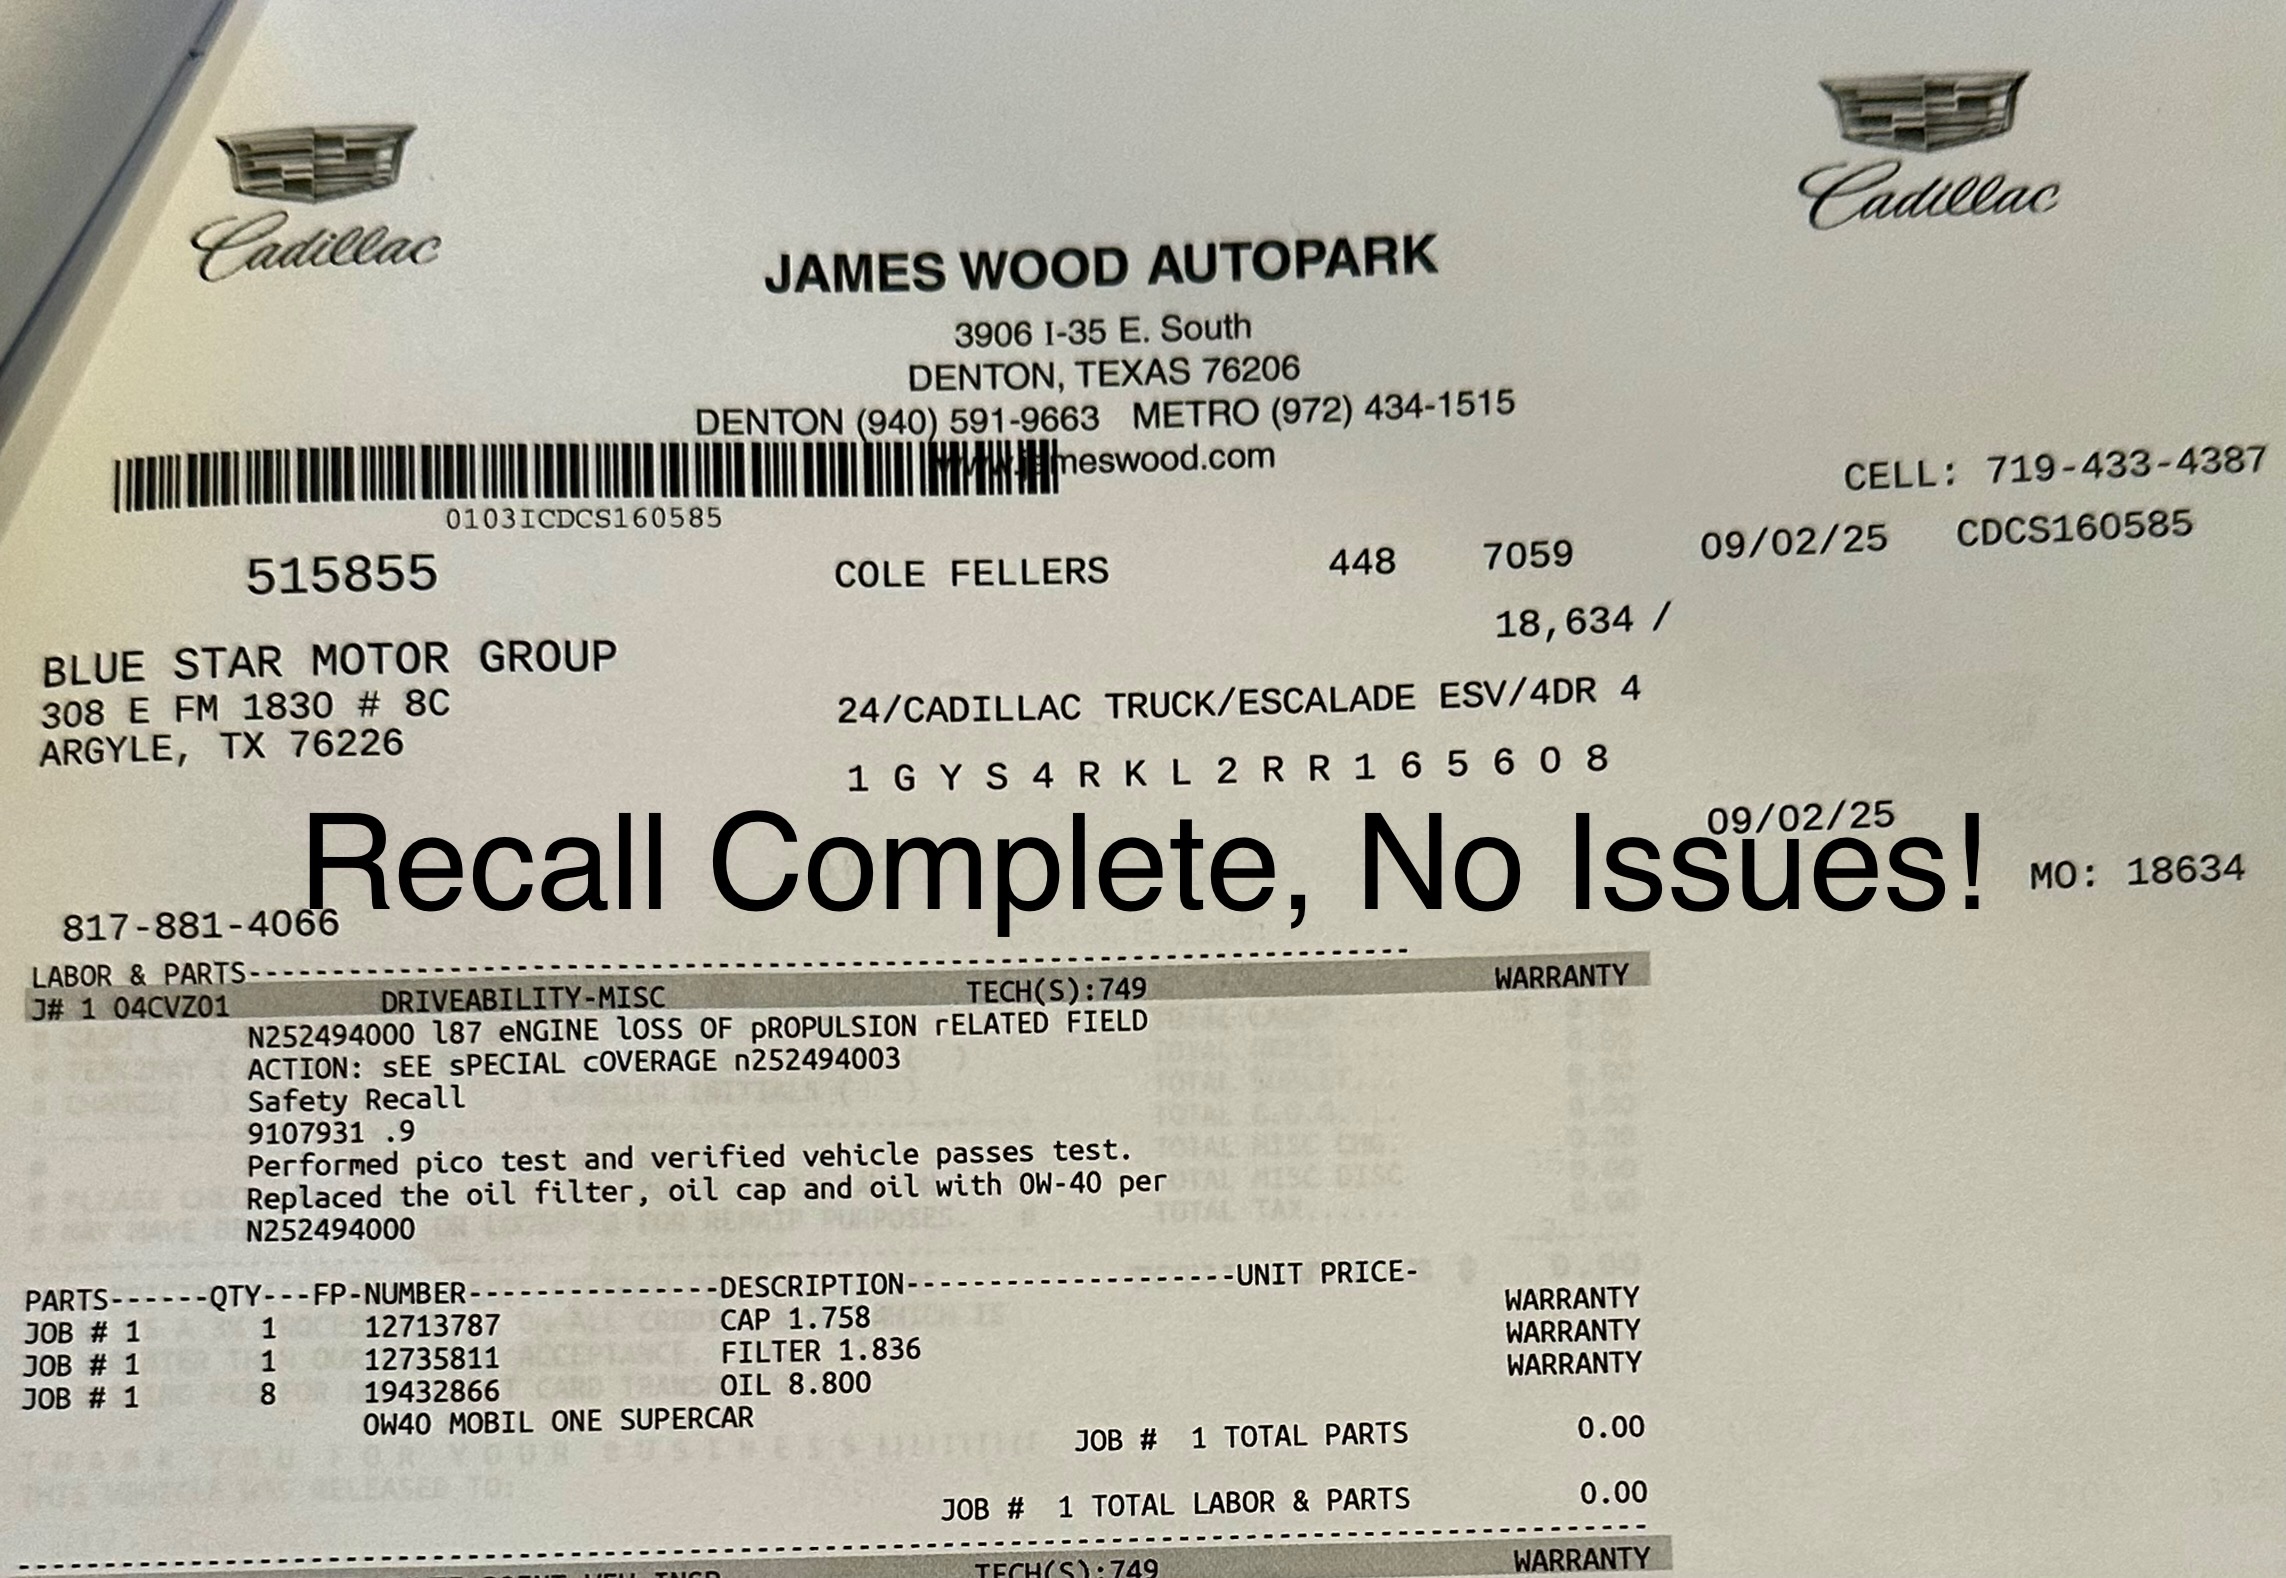 Cadillac
Cadillac
JAMES WOOD AUTOPARK
3906 I-35 E. South
DENTON, TEXAS 76206
DENTON (940) 591-9663 METRO (972) 434-1515
www.jameswood.com
CELL: 719-433-4387
0103ICDCS160585
515855 COLE FELLERS 448 7059 09/02/25 CDCS160585
18,634 /
BLUE STAR MOTOR GROUP
308 E FM 1830 # 8C
ARGYLE, TX 76226
24/CADILLAC TRUCK/ESCALADE ESV/4DR 4
1 G Y S 4 R K L 2 R R 1 6 5 6 0 8
09/02/25
Recall Complete, No Issues!
MO: 18634
817-881-4066
LABOR & PARTS----------------------------------------------------------------------
J# 1 04CVZ01 DRIVEABILITY-MISC TECH(S):749 WARRANTY
N252494000 l87 eNGINE lOSS OF pROPULSION rELATED FIELD
ACTION: sEE sPECIAL cOVERAGE n252494003
Safety Recall
9107931 .9
Performed pico test and verified vehicle passes test.
Replaced the oil filter, oil cap and oil with 0W-40 per
N252494000
PARTS------QTY---FP-NUMBER---------------DESCRIPTION--------------------UNIT PRICE-
JOB # 1 1 12713787 CAP 1.758 WARRANTY
JOB # 1 1 12735811 FILTER 1.836 WARRANTY
JOB # 1 8 19432866 OIL 8.800 WARRANTY
0W40 MOBIL ONE SUPERCAR
JOB # 1 TOTAL PARTS 0.00
JOB # 1 TOTAL LABOR & PARTS 0.00
TECH(S):749 WARRANTY